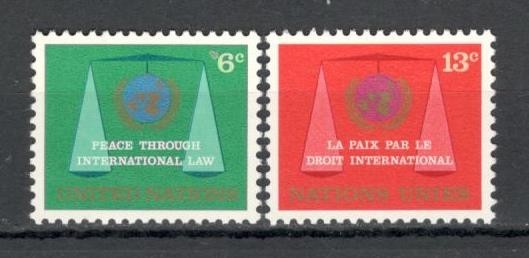 6c
PEACE THROUGH
INTERNATIONAL LAW
UNITED NATIONS
13c
LA PAIX PAR LE
DROIT INTERNATIONAL
NATIONS UNIES